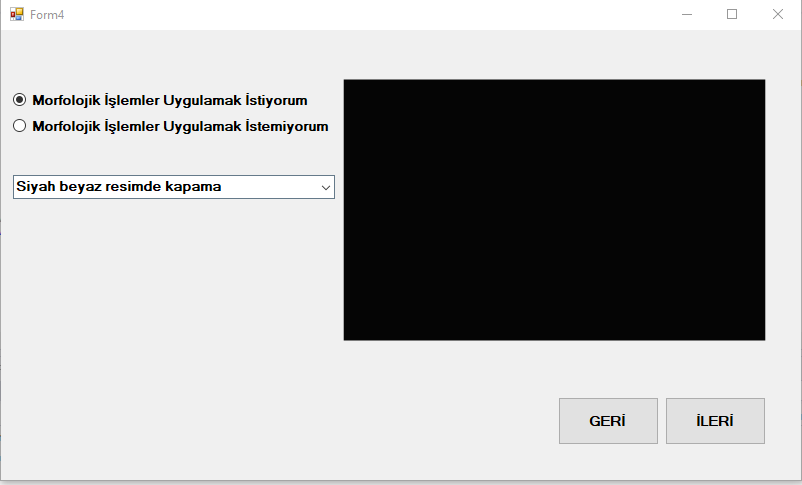 Form4
Morfolojik İşlemler Uygulamak İstiyorum
Morfolojik İşlemler Uygulamak İstemiyorum
Siyah beyaz resimde kapama
GERİ
İLERİ